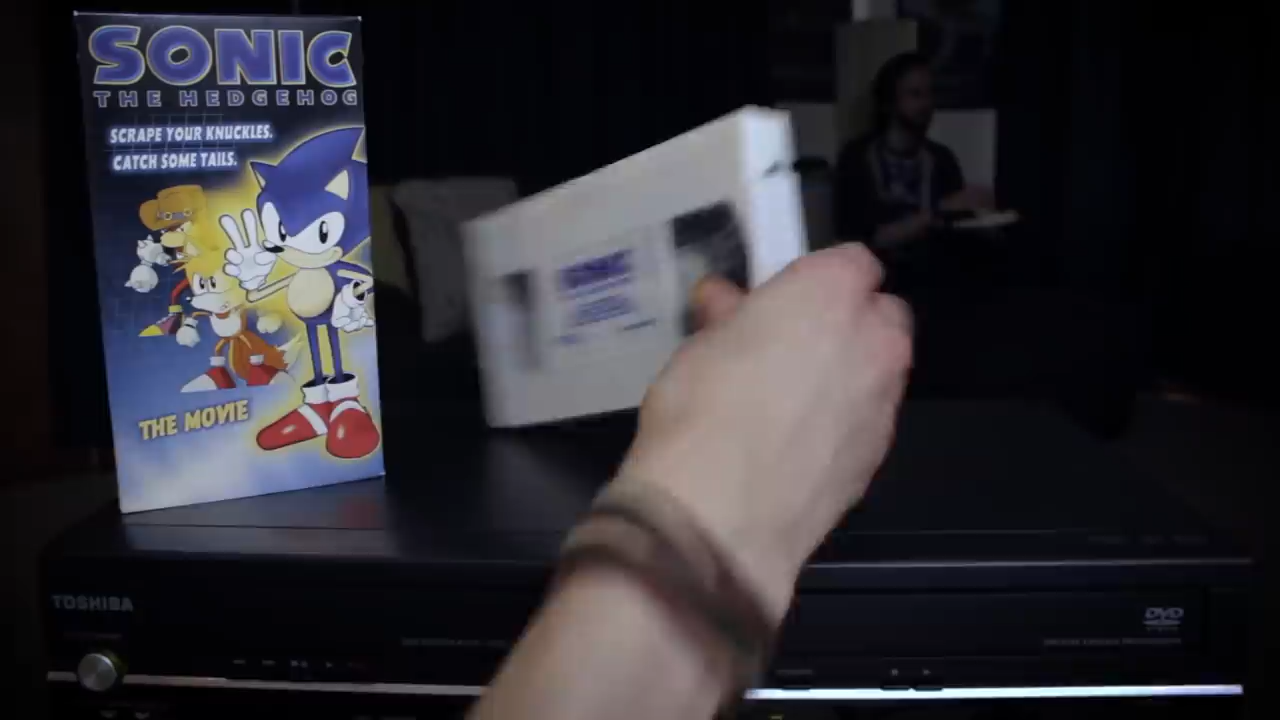 SONIC
THE HEDGEHOG
SCRAPE YOUR KNUCKLES.
CATCH SOME TAILS.
THE MOVIE
SONIC
TOSHIBA
DVD